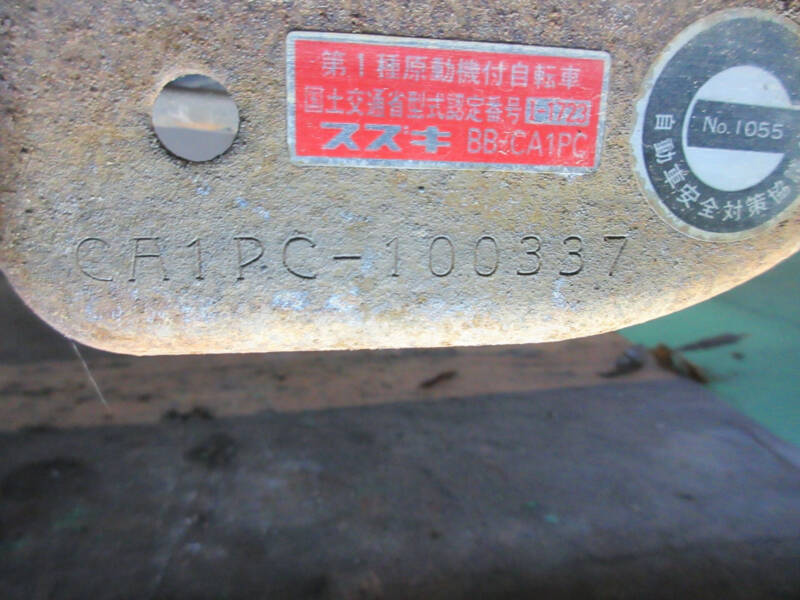 第1種原動機付自転車
国土交通省型式認定番号
スズキ BB-CA1PC
No.1055
自動車安全対策協
CA1PC-100337